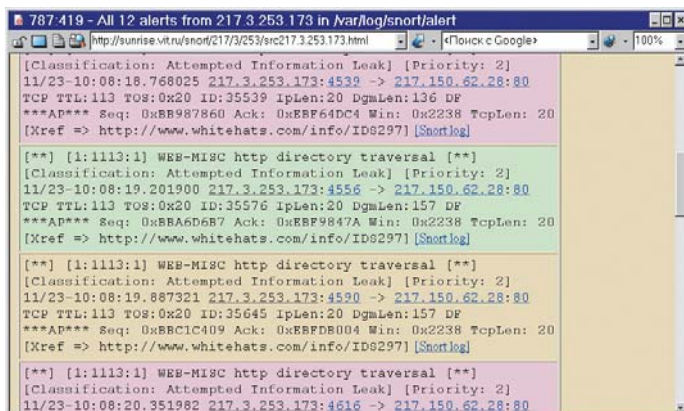 787:419 - All 12 alerts from 217.3.253.173 in /var/log/snort/alert
http://sunrise.vit.ru/snort/217/3/253/src217.3.253.173.html <Поиск с Google> 100%
[Classification: Attempted Information Leak] [Priority: 2]
11/23-10:08:18.768025 217.3.253.173:4539 -> 217.150.62.28:80
TCP TTL:113 TOS:0x20 ID:35539 IpLen:20 DgmLen:136 DF
***AP*** Seq: 0xBB987860 Ack: 0xEBF64DC4 Win: 0x2238 TcpLen: 20
[Xref => http://www.whitehats.com/info/IDS297] [Snort log]
[**] [1:1113:1] WEB-MISC http directory traversal [**]
[Classification: Attempted Information Leak] [Priority: 2]
11/23-10:08:19.201900 217.3.253.173:4556 -> 217.150.62.28:80
TCP TTL:113 TOS:0x20 ID:35576 IpLen:20 DgmLen:157 DF
***AP*** Seq: 0xBBA6D6B7 Ack: 0xEBF9847A Win: 0x2238 TcpLen: 20
[Xref => http://www.whitehats.com/info/IDS297] [Snort log]
[**] [1:1113:1] WEB-MISC http directory traversal [**]
[Classification: Attempted Information Leak] [Priority: 2]
11/23-10:08:19.887321 217.3.253.173:4590 -> 217.150.62.28:80
TCP TTL:113 TOS:0x20 ID:35645 IpLen:20 DgmLen:157 DF
***AP*** Seq: 0xBBC1C409 Ack: 0xEBFDB004 Win: 0x2238 TcpLen: 20
[Xref => http://www.whitehats.com/info/IDS297] [Snort log]
[**] [1:1113:1] WEB-MISC http directory traversal [**]
[Classification: Attempted Information Leak] [Priority: 2]
11/23-10:08:20.351982 217.3.253.173:4616 -> 217.150.62.28:80